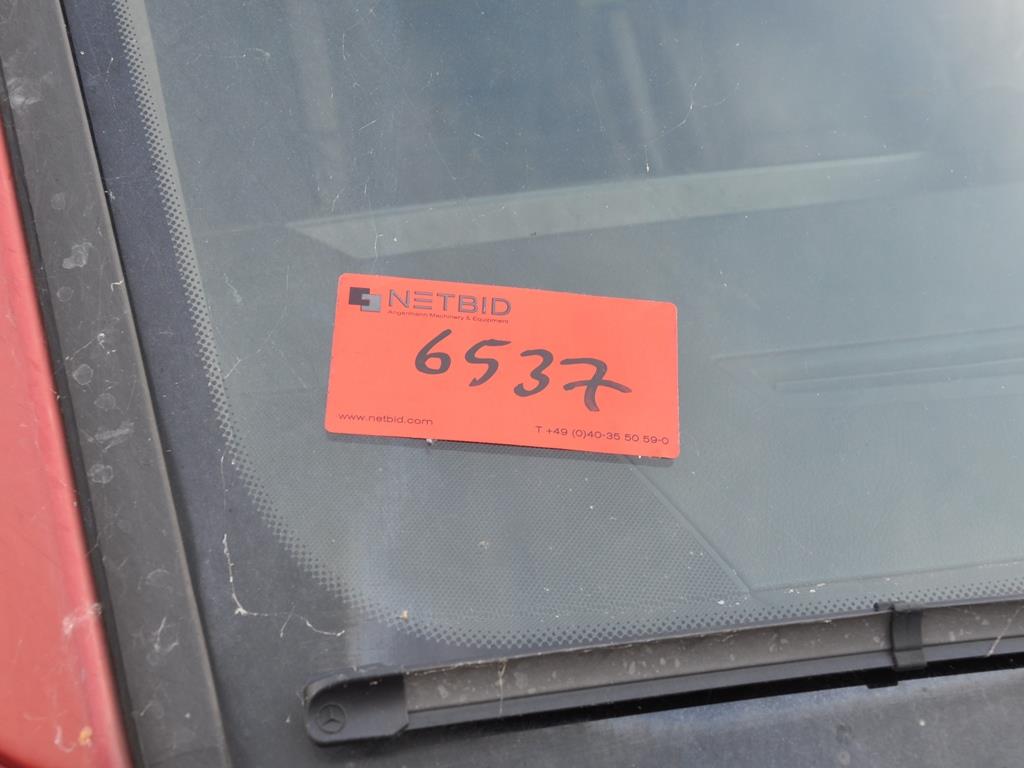 NETBID
Angermann Machinery & Equipment
6537
www.netbid.com
T +49 (0)40-35 50 59-0